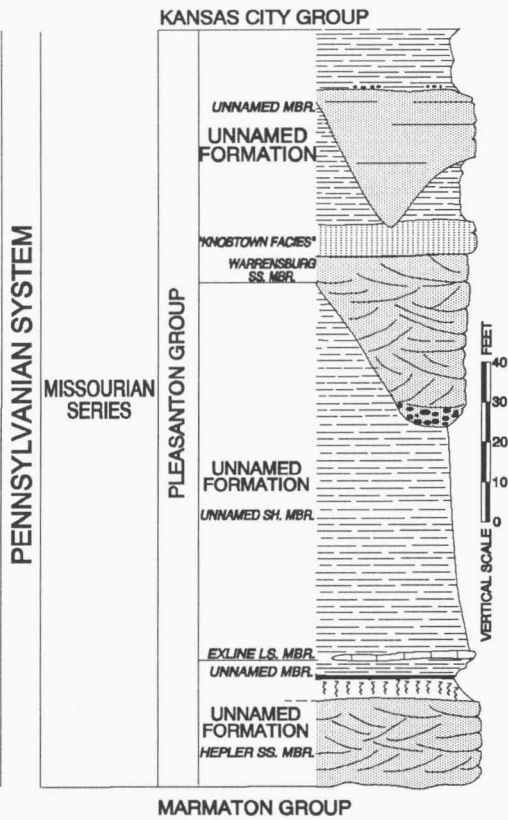 KANSAS CITY GROUP
PENNSYLVANIAN SYSTEM
MISSOURIAN
SERIES
PLEASANTON GROUP
UNNAMED MBR.
UNNAMED
FORMATION
"KNOBTOWN FACIES"
WARRENSBURG
SS. MBR.
UNNAMED
FORMATION
UNNAMED SH. MBR.
EXLINE LS. MBR.
UNNAMED MBR.
UNNAMED
FORMATION
HEPLER SS. MBR.
VERTICAL SCALE
FEET
40
30
20
10
0
MARMATON GROUP